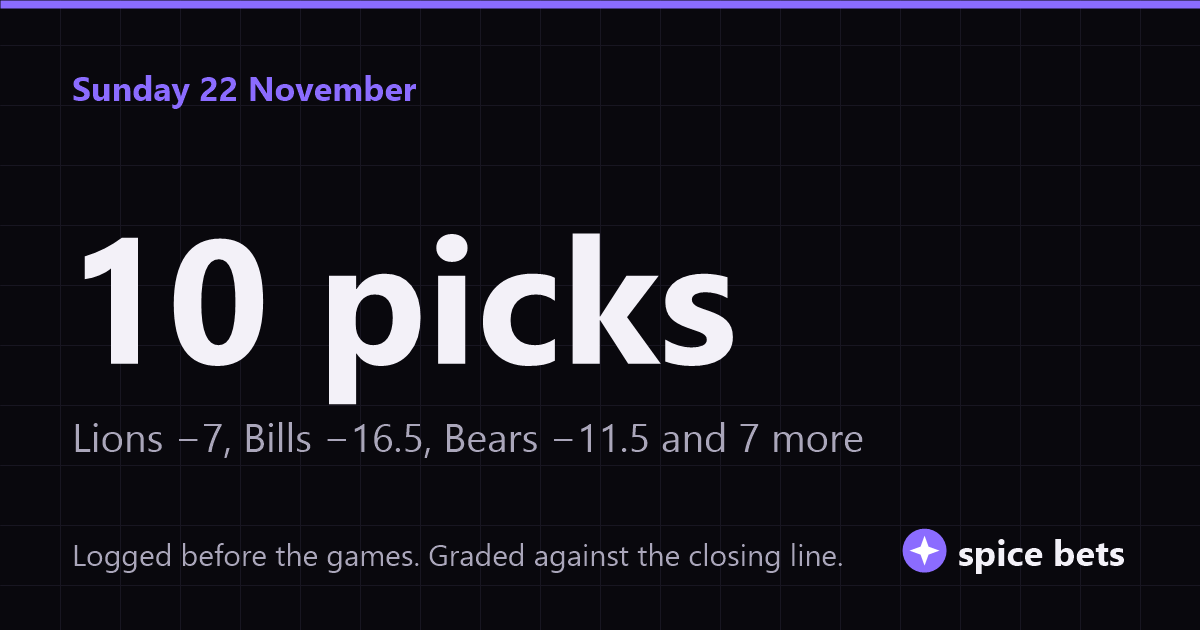 Sunday 22 November
10 picks
Lions −7, Bills −16.5, Bears −11.5 and 7 more
Logged before the games. Graded against the closing line.
spice bets